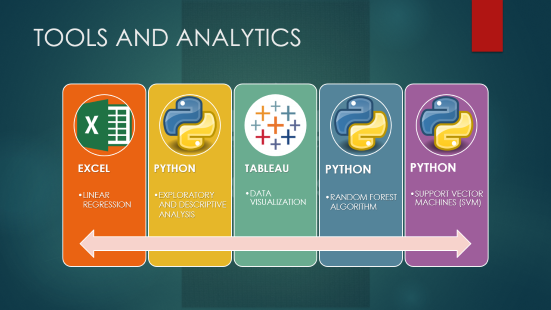 TOOLS AND ANALYTICS
X
EXCEL
•LINEAR
REGRESSION
PYTHON
•EXPLORATORY
AND DESCRIPTIVE
ANALYSIS
TABLEAU
•DATA
VISUALIZATION
PYTHON
•RANDOM FOREST
ALGORITHM
PYTHON
•SUPPORT VECTOR
MACHINES (SVM)